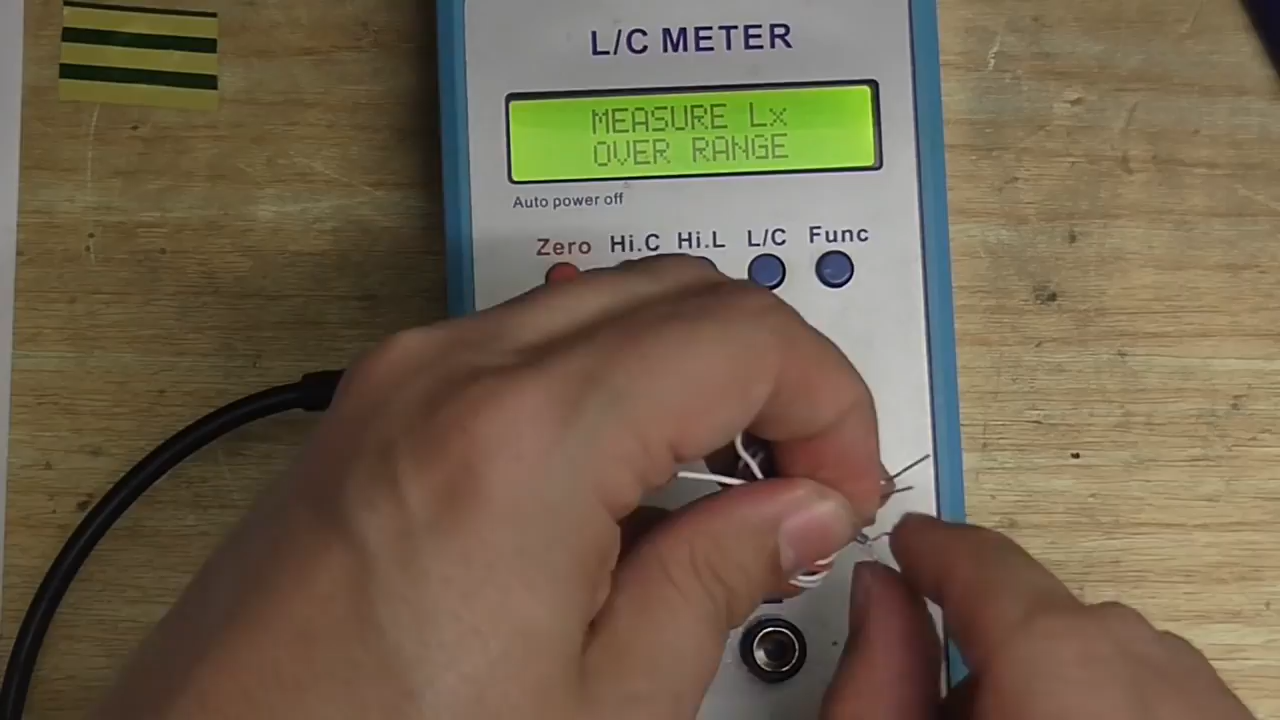 L/C METER
MEASURE Lx
OVER RANGE
Auto power off
Zero Hi.C Hi.L L/C Func